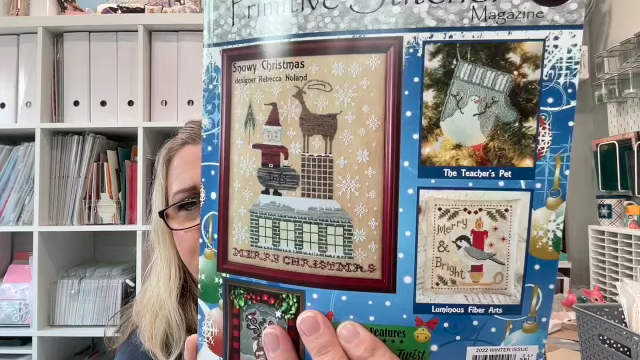 Primitive Stitcher
Magazine
Snowy Christmas
designer Rebecca Noland
MERRY CHRISTMAS
The Teacher's Pet
Merry
&
Bright
Luminous Fiber Arts
Features
Twist
2022 WINTER ISSUE